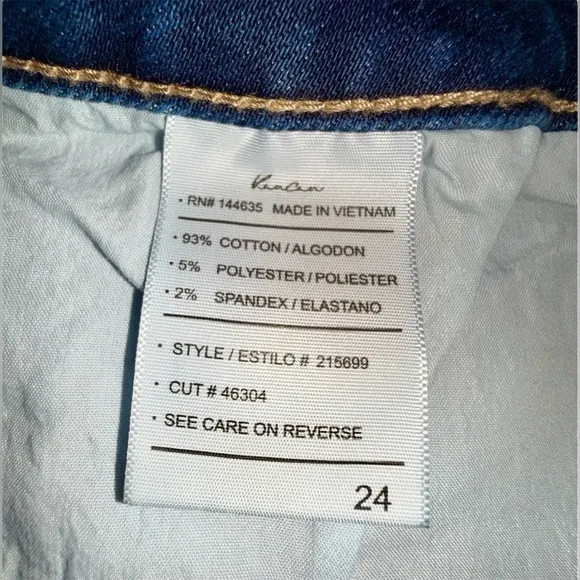 KanCan
• RN# 144635 MADE IN VIETNAM
• 93% COTTON / ALGODON
• 5% POLYESTER / POLIESTER
• 2% SPANDEX / ELASTANO
• STYLE / ESTILO # 215699
• CUT # 46304
• SEE CARE ON REVERSE
24